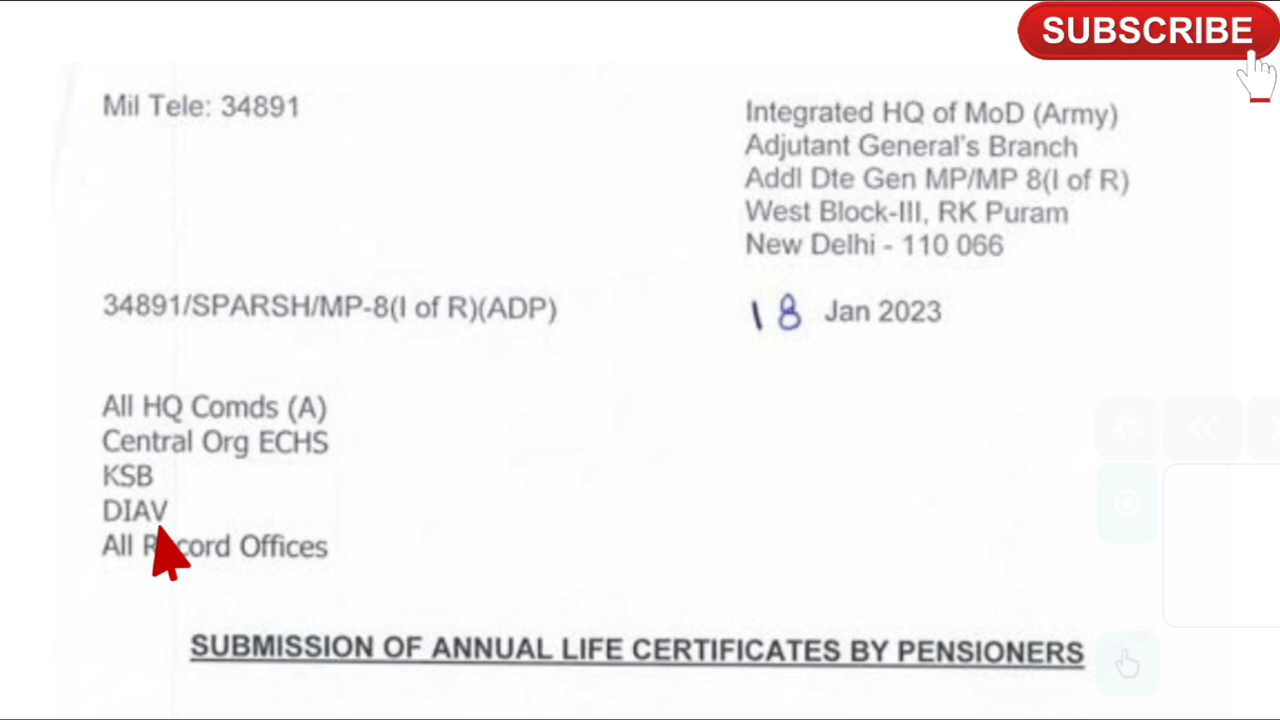 SUBSCRIBE
Mil Tele: 34891
Integrated HQ of MoD (Army)
Adjutant General's Branch
Addl Dte Gen MP/MP 8(I of R)
West Block-III, RK Puram
New Delhi - 110 066
34891/SPARSH/MP-8(I of R)(ADP)
18 Jan 2023
All HQ Comds (A)
Central Org ECHS
KSB
DIAV
All Record Offices
SUBMISSION OF ANNUAL LIFE CERTIFICATES BY PENSIONERS